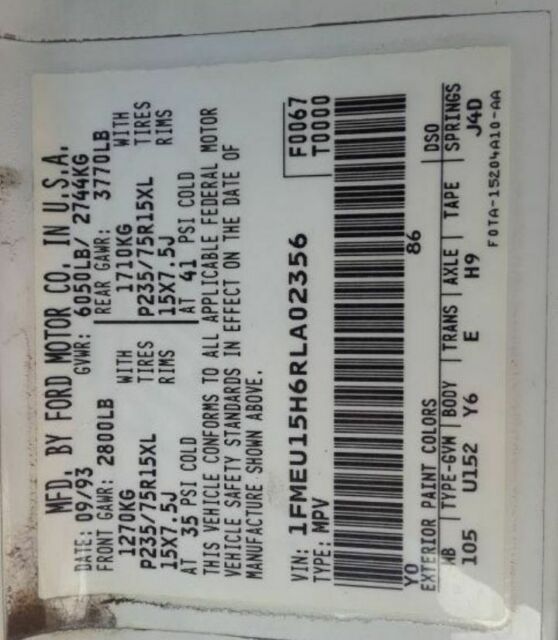 MFD. BY FORD MOTOR CO. IN U.S.A.
DATE: 09/93 GVWR: 6050LB/ 2744KG
FRONT GAWR: 2800LB REAR GAWR: 3770LB
1270KG WITH 1710KG WITH
P235/75R15XL TIRES P235/75R15XL TIRES
15X7.5J RIMS 15X7.5J RIMS
AT 35 PSI COLD AT 41 PSI COLD
THIS VEHICLE CONFORMS TO ALL APPLICABLE FEDERAL MOTOR
VEHICLE SAFETY STANDARDS IN EFFECT ON THE DATE OF
MANUFACTURE SHOWN ABOVE.
VIN: 1FMEU15H6RLA02356 F0067
TYPE: MPV T0000
YO 86
EXTERIOR PAINT COLORS DSO
WB TYPE-GVW BODY TRANS AXLE TAPE SPRINGS
105 U152 Y6 E H9 J4D
F0TA-15204A10-AA